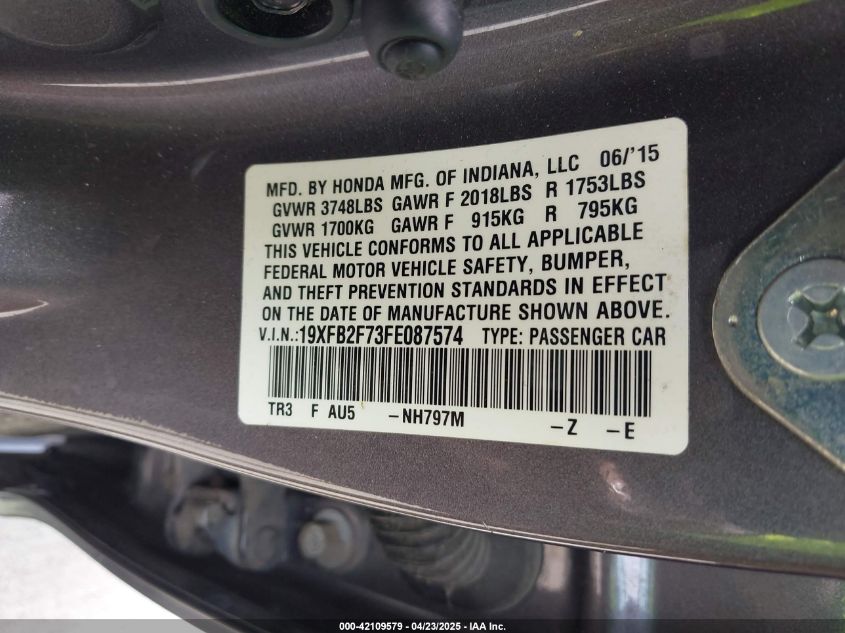 MFD. BY HONDA MFG. OF INDIANA, LLC 06/'15
GVWR 3748LBS GAWR F 2018LBS R 1753LBS
GVWR 1700KG GAWR F 915KG R 795KG
THIS VEHICLE CONFORMS TO ALL APPLICABLE
FEDERAL MOTOR VEHICLE SAFETY, BUMPER,
AND THEFT PREVENTION STANDARDS IN EFFECT
ON THE DATE OF MANUFACTURE SHOWN ABOVE.
V.I.N.:19XFB2F73FE087574 TYPE: PASSENGER CAR
TR3 F AU5 -NH797M -Z -E
000-42109579 - 04/23/2025 - IAA, Inc.